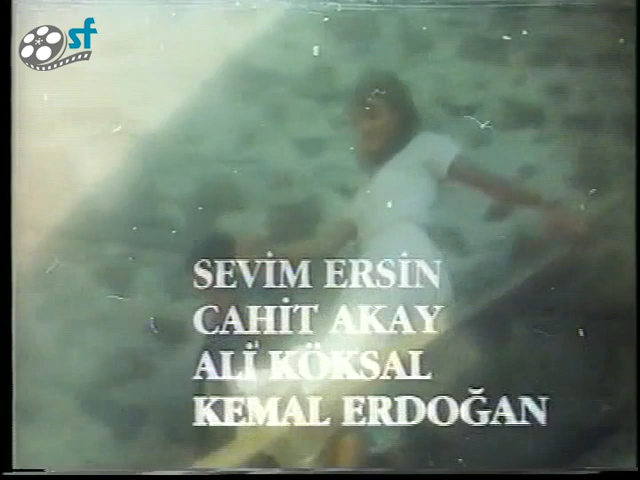 sf
SEVİM ERSİN
CAHİT AKAY
ALİ KÖKSAL
KEMAL ERDOĞAN